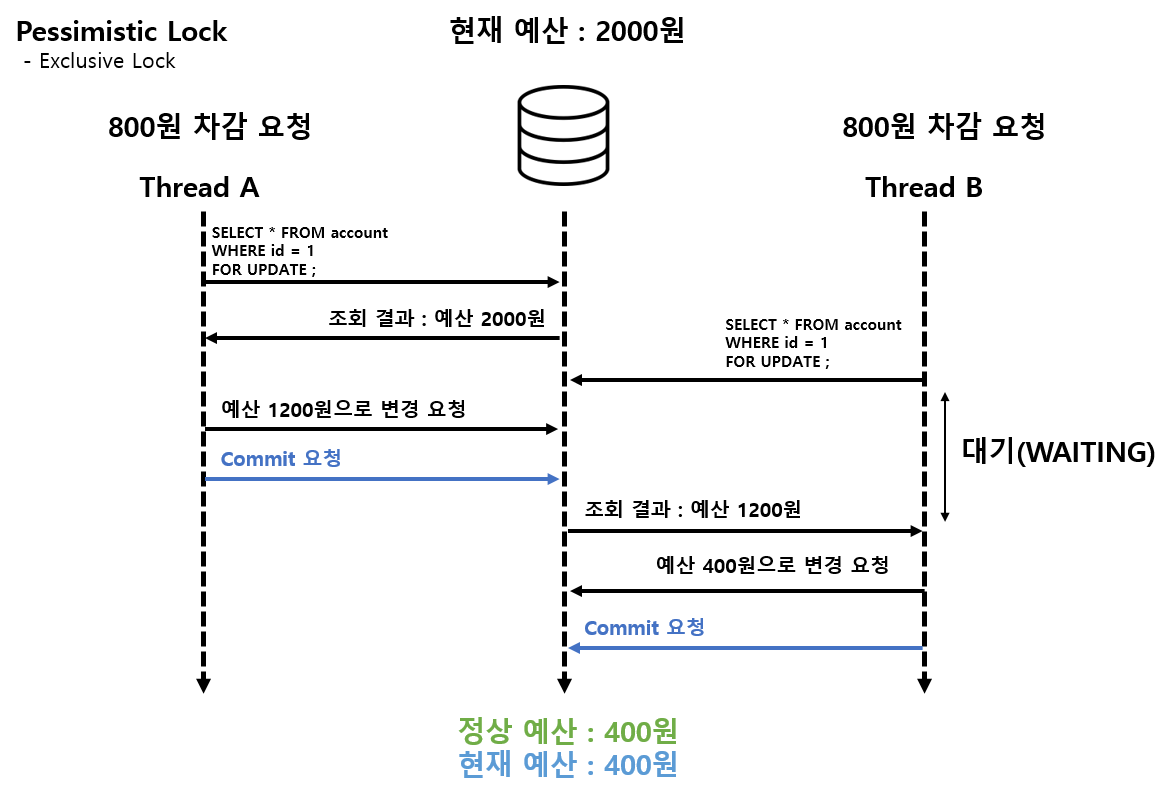 Pessimistic Lock
- Exclusive Lock
현재 예산 : 2000원
800원 차감 요청
800원 차감 요청
Thread A
Thread B
SELECT * FROM account
WHERE id = 1
FOR UPDATE ;
조회 결과 : 예산 2000원
SELECT * FROM account
WHERE id = 1
FOR UPDATE ;
예산 1200원으로 변경 요청
대기(WAITING)
Commit 요청
조회 결과 : 예산 1200원
예산 400원으로 변경 요청
Commit 요청
정상 예산 : 400원
현재 예산 : 400원